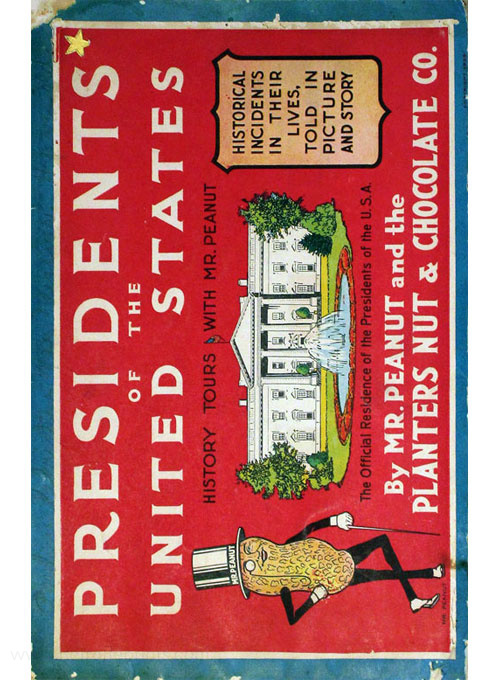 PRESIDENTS
OF THE
UNITED STATES
HISTORY TOURS WITH MR. PEANUT
HISTORICAL
INCIDENTS
IN THEIR
LIVES,
TOLD IN
PICTURE
AND STORY
MR. PEANUT
The Official Residence of the Presidents of the U.S.A.
By MR. PEANUT and the
PLANTERS NUT & CHOCOLATE CO.
MR. PEANUT